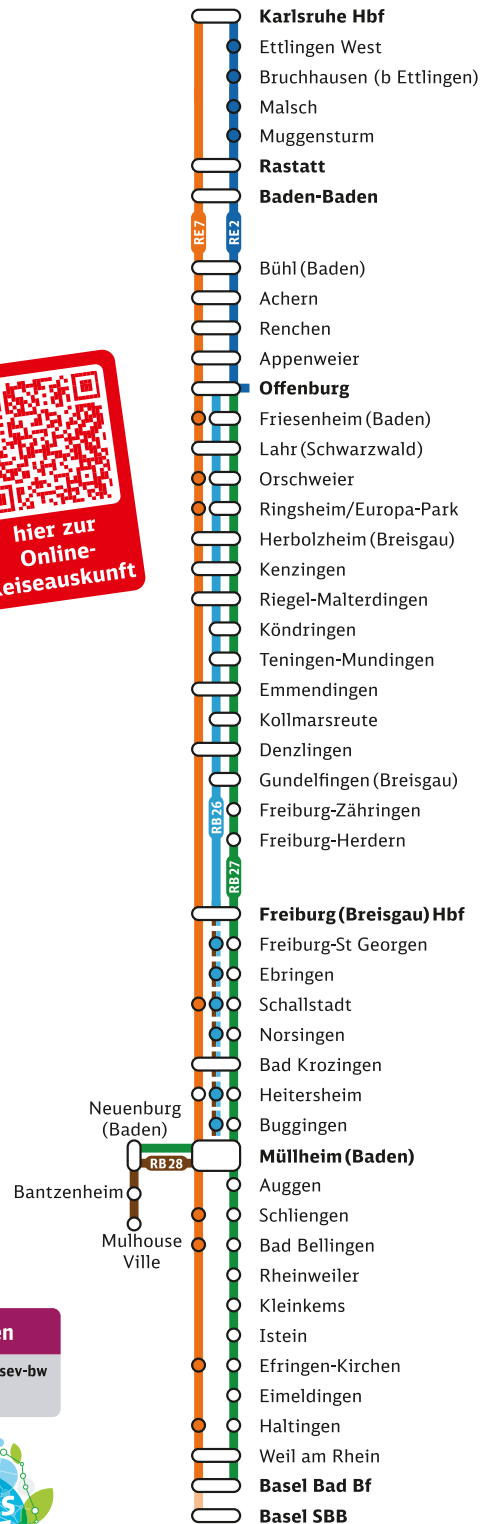 Karlsruhe Hbf
Ettlingen West
Bruchhausen (b Ettlingen)
Malsch
Muggensturm
Rastatt
Baden-Baden
RE 7
RE 2
Bühl (Baden)
Achern
Renchen
Appenweier
Offenburg
Friesenheim (Baden)
Lahr (Schwarzwald)
Orschweier
Ringsheim/Europa-Park
Herbolzheim (Breisgau)
Kenzingen
Riegel-Malterdingen
Köndringen
Teningen-Mundingen
Emmendingen
Kollmarsreute
Denzlingen
Gundelfingen (Breisgau)
RB 26
Freiburg-Zähringen
Freiburg-Herdern
RB 27
Freiburg (Breisgau) Hbf
Freiburg-St Georgen
Ebringen
Schallstadt
Norsingen
Bad Krozingen
Heitersheim
Buggingen
Müllheim (Baden)
Auggen
Schliengen
Bad Bellingen
Rheinweiler
Kleinkems
Istein
Efringen-Kirchen
Eimeldingen
Haltingen
Weil am Rhein
Basel Bad Bf
Basel SBB
Neuenburg
(Baden)
RB 28
Bantzenheim
Mulhouse
Ville
hier zur
Online-
eiseauskunft
en
sev-bw
s